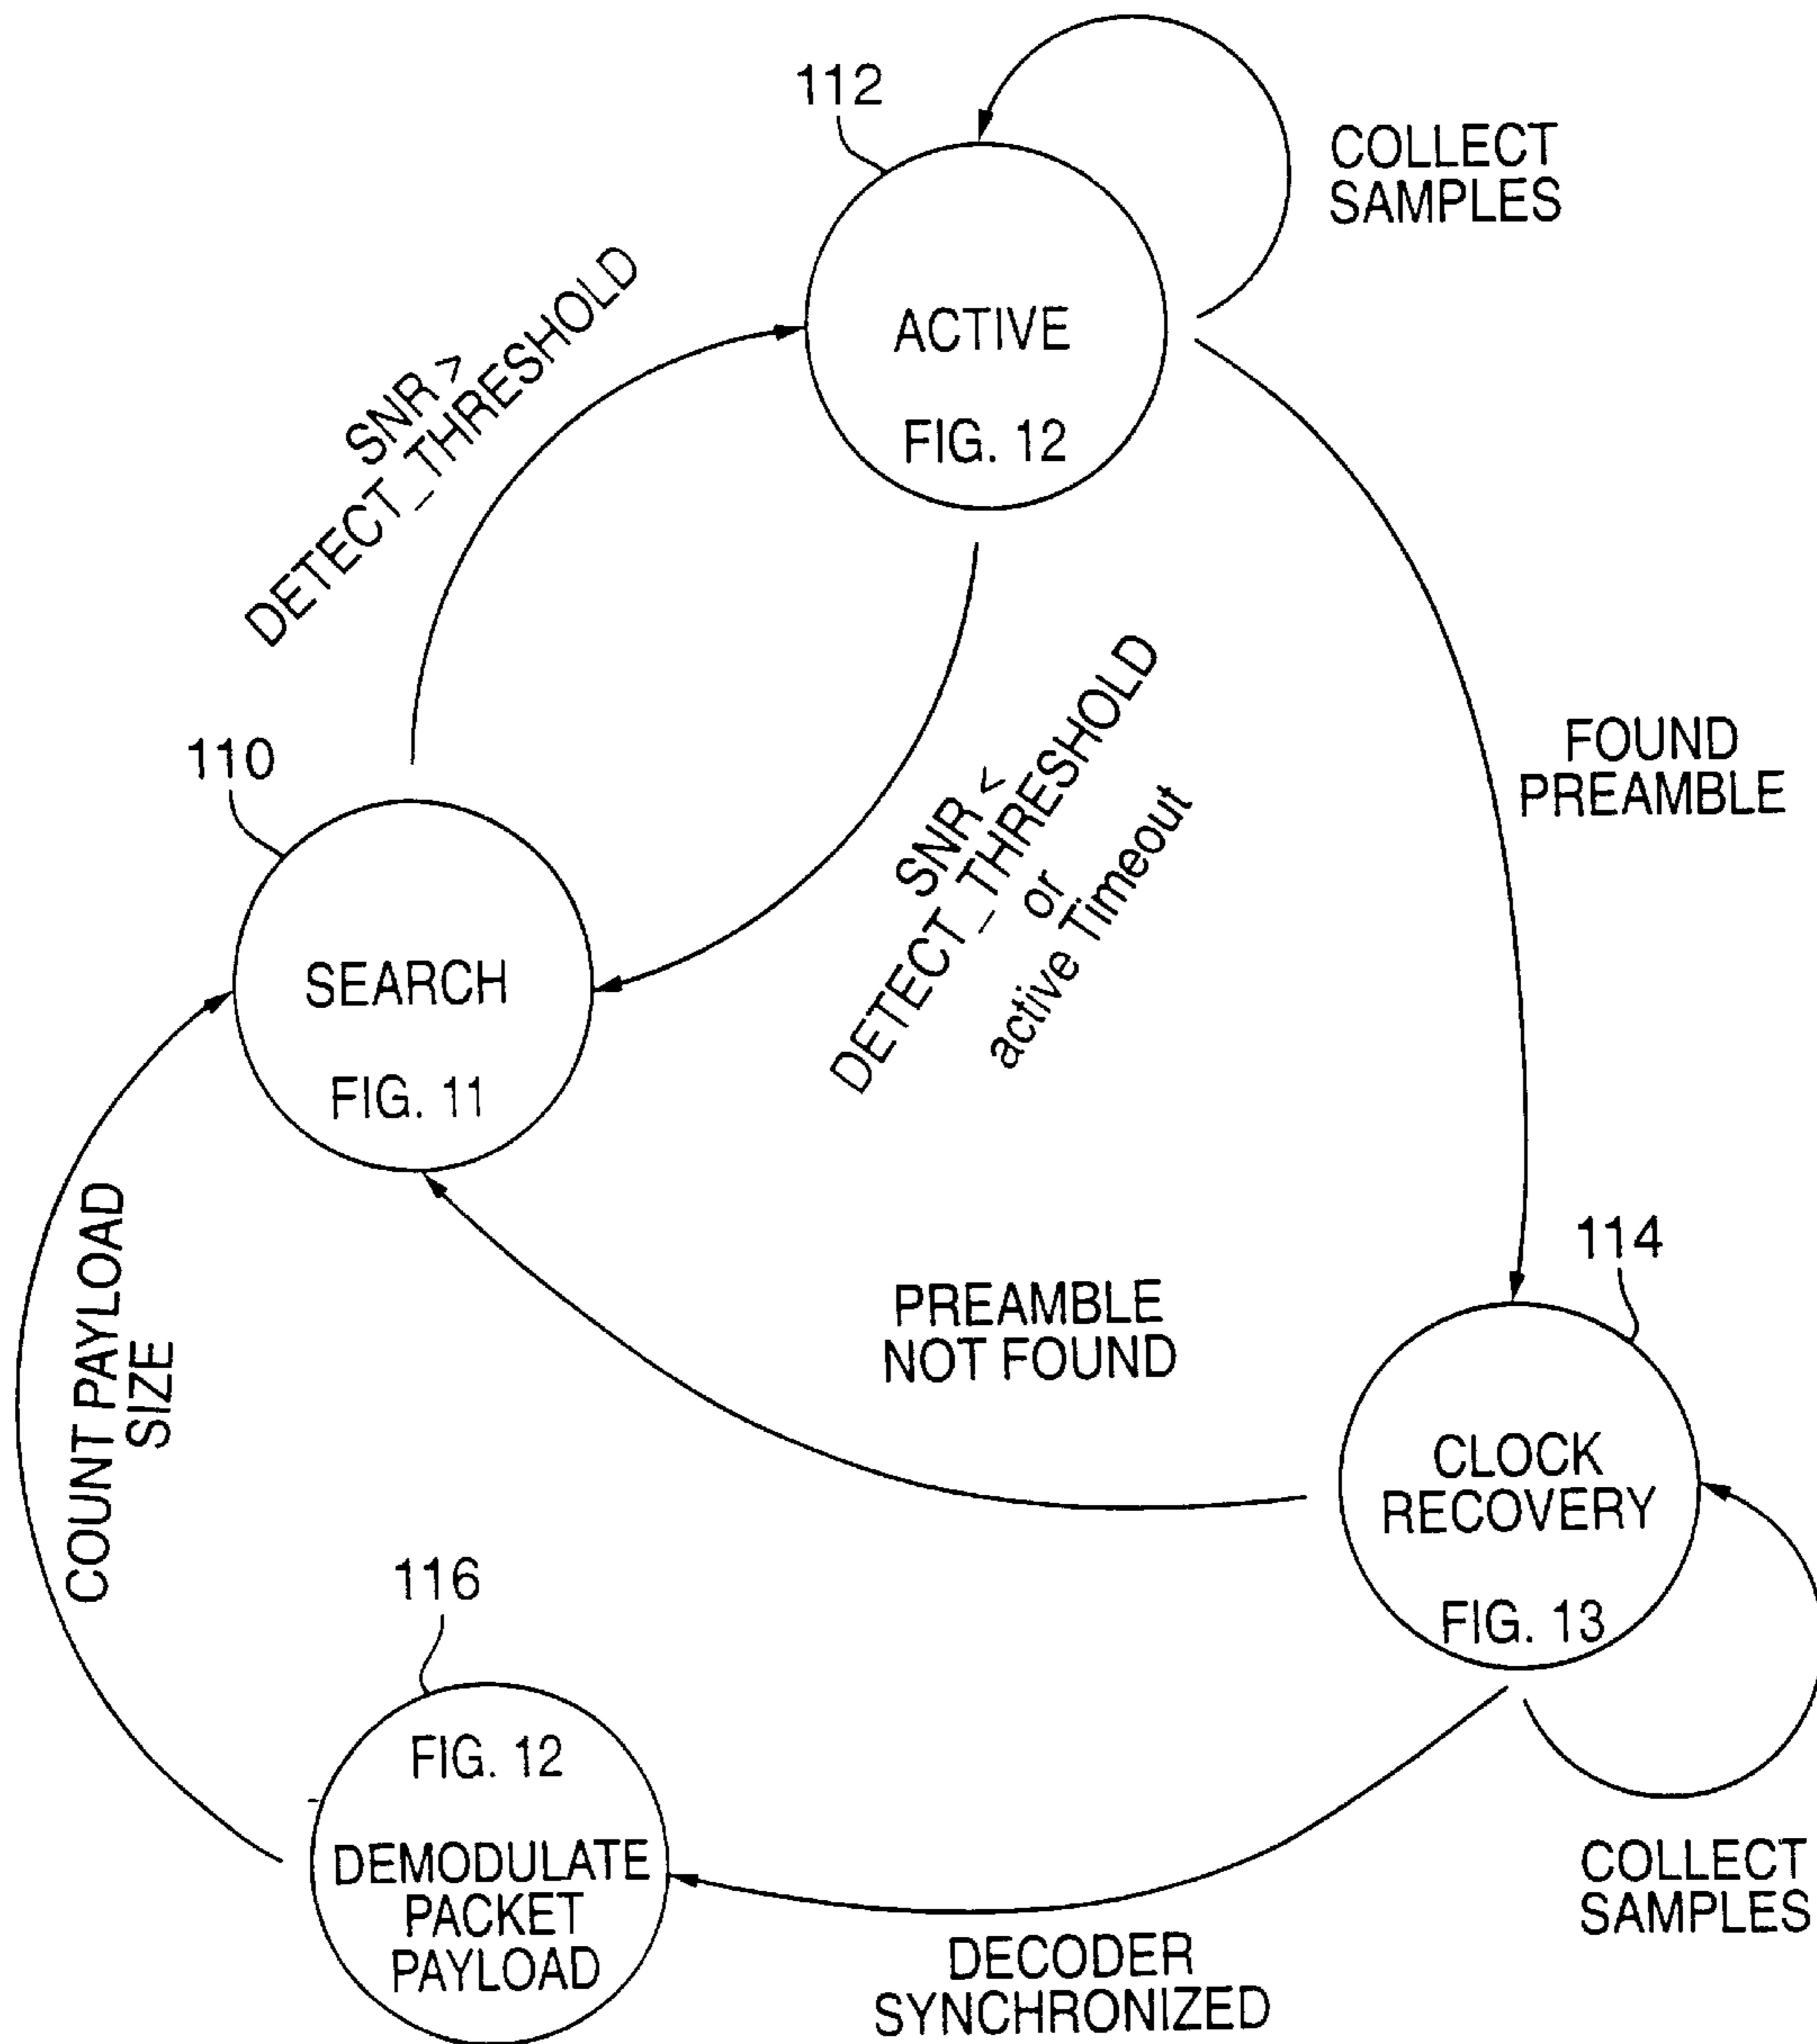 112
COLLECT
SAMPLES
ACTIVE
FIG. 12
SNR >
DETECT_THRESHOLD
110
SNR <
DETECT_THRESHOLD
or
active Timeout
FOUND
PREAMBLE
SEARCH
FIG. 11
114
PREAMBLE
NOT FOUND
COUNT PAYLOAD
SIZE
CLOCK
RECOVERY
FIG. 13
116
FIG. 12
DEMODULATE
PACKET
PAYLOAD
COLLECT
SAMPLES
DECODER
SYNCHRONIZED